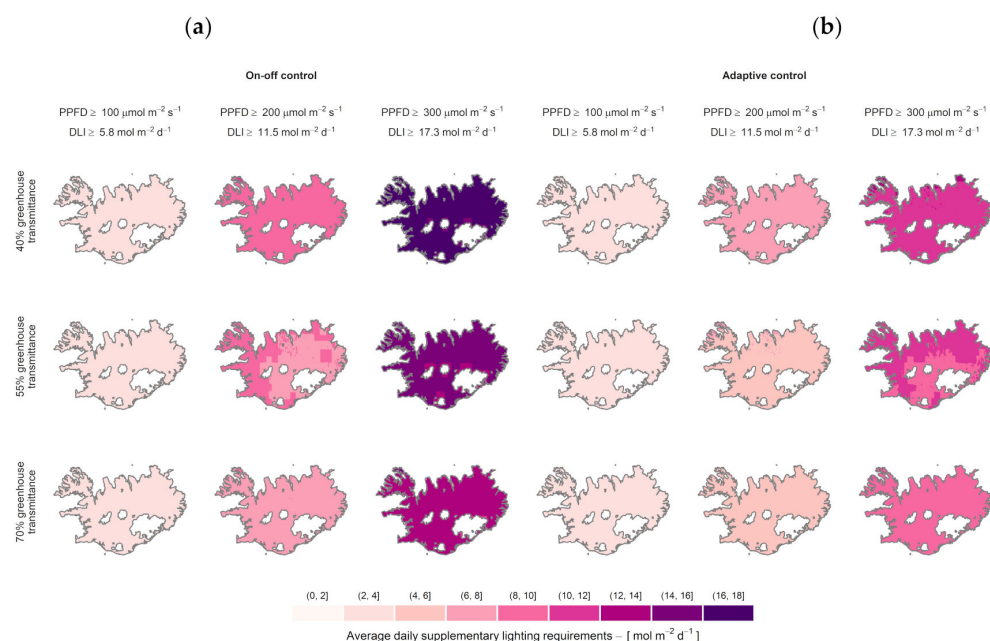 (a)
(b)
On-off control
Adaptive control
PPFD ≥ 100 μmol m⁻² s⁻¹
DLI ≥ 5.8 mol m⁻² d⁻¹
PPFD ≥ 200 μmol m⁻² s⁻¹
DLI ≥ 11.5 mol m⁻² d⁻¹
PPFD ≥ 300 μmol m⁻² s⁻¹
DLI ≥ 17.3 mol m⁻² d⁻¹
PPFD ≥ 100 μmol m⁻² s⁻¹
DLI ≥ 5.8 mol m⁻² d⁻¹
PPFD ≥ 200 μmol m⁻² s⁻¹
DLI ≥ 11.5 mol m⁻² d⁻¹
PPFD ≥ 300 μmol m⁻² s⁻¹
DLI ≥ 17.3 mol m⁻² d⁻¹
40% greenhouse
transmittance
55% greenhouse
transmittance
70% greenhouse
transmittance
(0, 2] (2, 4] (4, 6] (6, 8] (8, 10] (10, 12] (12, 14] (14, 16] (16, 18]
Average daily supplementary lighting requirements – [ mol m⁻² d⁻¹ ]